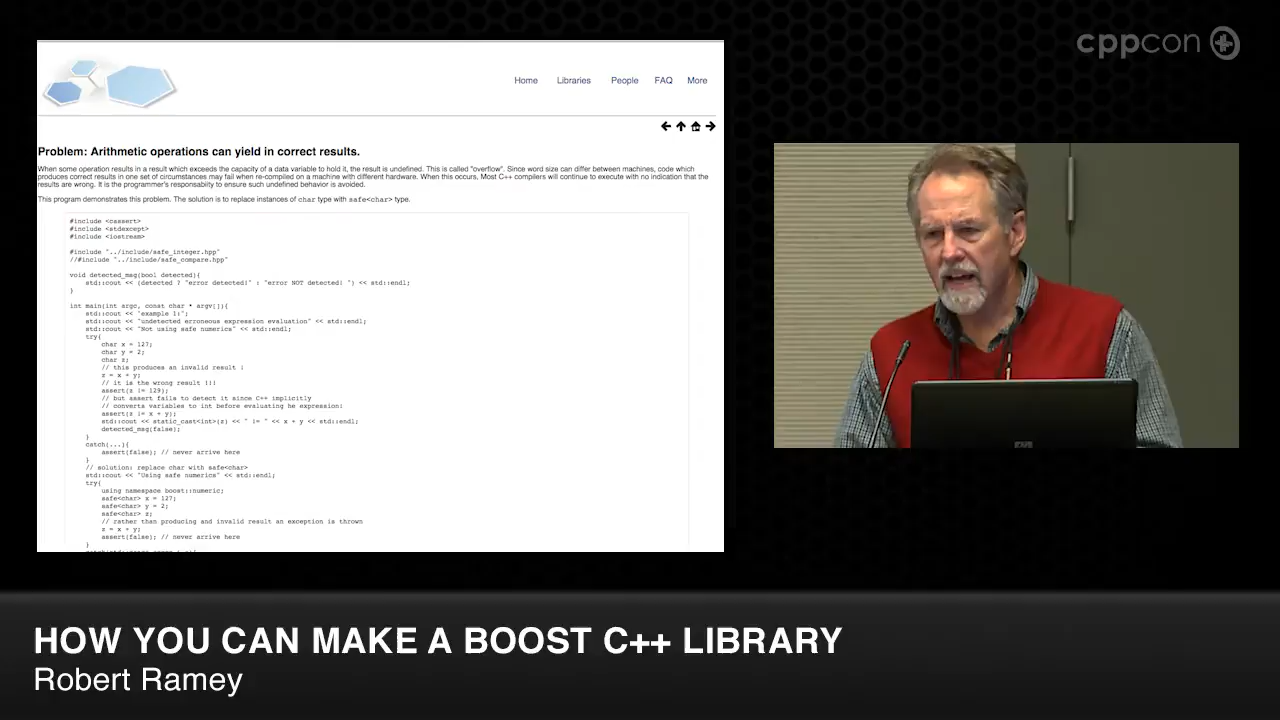 cppcon
Home Libraries People FAQ More
Problem: Arithmetic operations can yield in correct results.
When some operation results in a result which exceeds the capacity of a data variable to hold it, the result is undefined. This is called "overflow". Since word size can differ between machines, code which
produces correct results in one set of circumstances may fail when re-compiled on a machine with different hardware. When this occurs, Most C++ compilers will continue to execute with no indication that the
results are wrong. It is the programmer's responsabiity to ensure such undefined behavior is avoided.
This program demonstrates this problem. The solution is to replace instances of char type with safe<char> type.
#include <cassert>
#include <stdexcept>
#include <iostream>
#include "../include/safe_integer.hpp"
//#include "../include/safe_compare.hpp"
void detected_msg(bool detected){
std::cout << (detected ? "error detected!" : "error NOT detected! ") << std::endl;
}
int main(int argc, const char * argv[]){
std::cout << "example 1:";
std::cout << "undetected erroneous expression evaluation" << std::endl;
std::cout << "Not using safe numerics" << std::endl;
try{
char x = 127;
char y = 2;
char z;
// this produces an invalid result !
z = x + y;
// it is the wrong result !!!
assert(z != 129);
// but assert fails to detect it since C++ implicitly
// converts variables to int before evaluating he expression!
assert(z != x + y);
std::cout << static_cast<int>(z) << " != " << x + y << std::endl;
detected_msg(false);
}
catch(...){
assert(false); // never arrive here
}
// solution: replace char with safe<char>
std::cout << "Using safe numerics" << std::endl;
try{
using namespace boost::numeric;
safe<char> x = 127;
safe<char> y = 2;
safe<char> z;
// rather than producing and invalid result an exception is thrown
z = x + y;
assert(false); // never arrive here
}
HOW YOU CAN MAKE A BOOST C++ LIBRARY
Robert Ramey